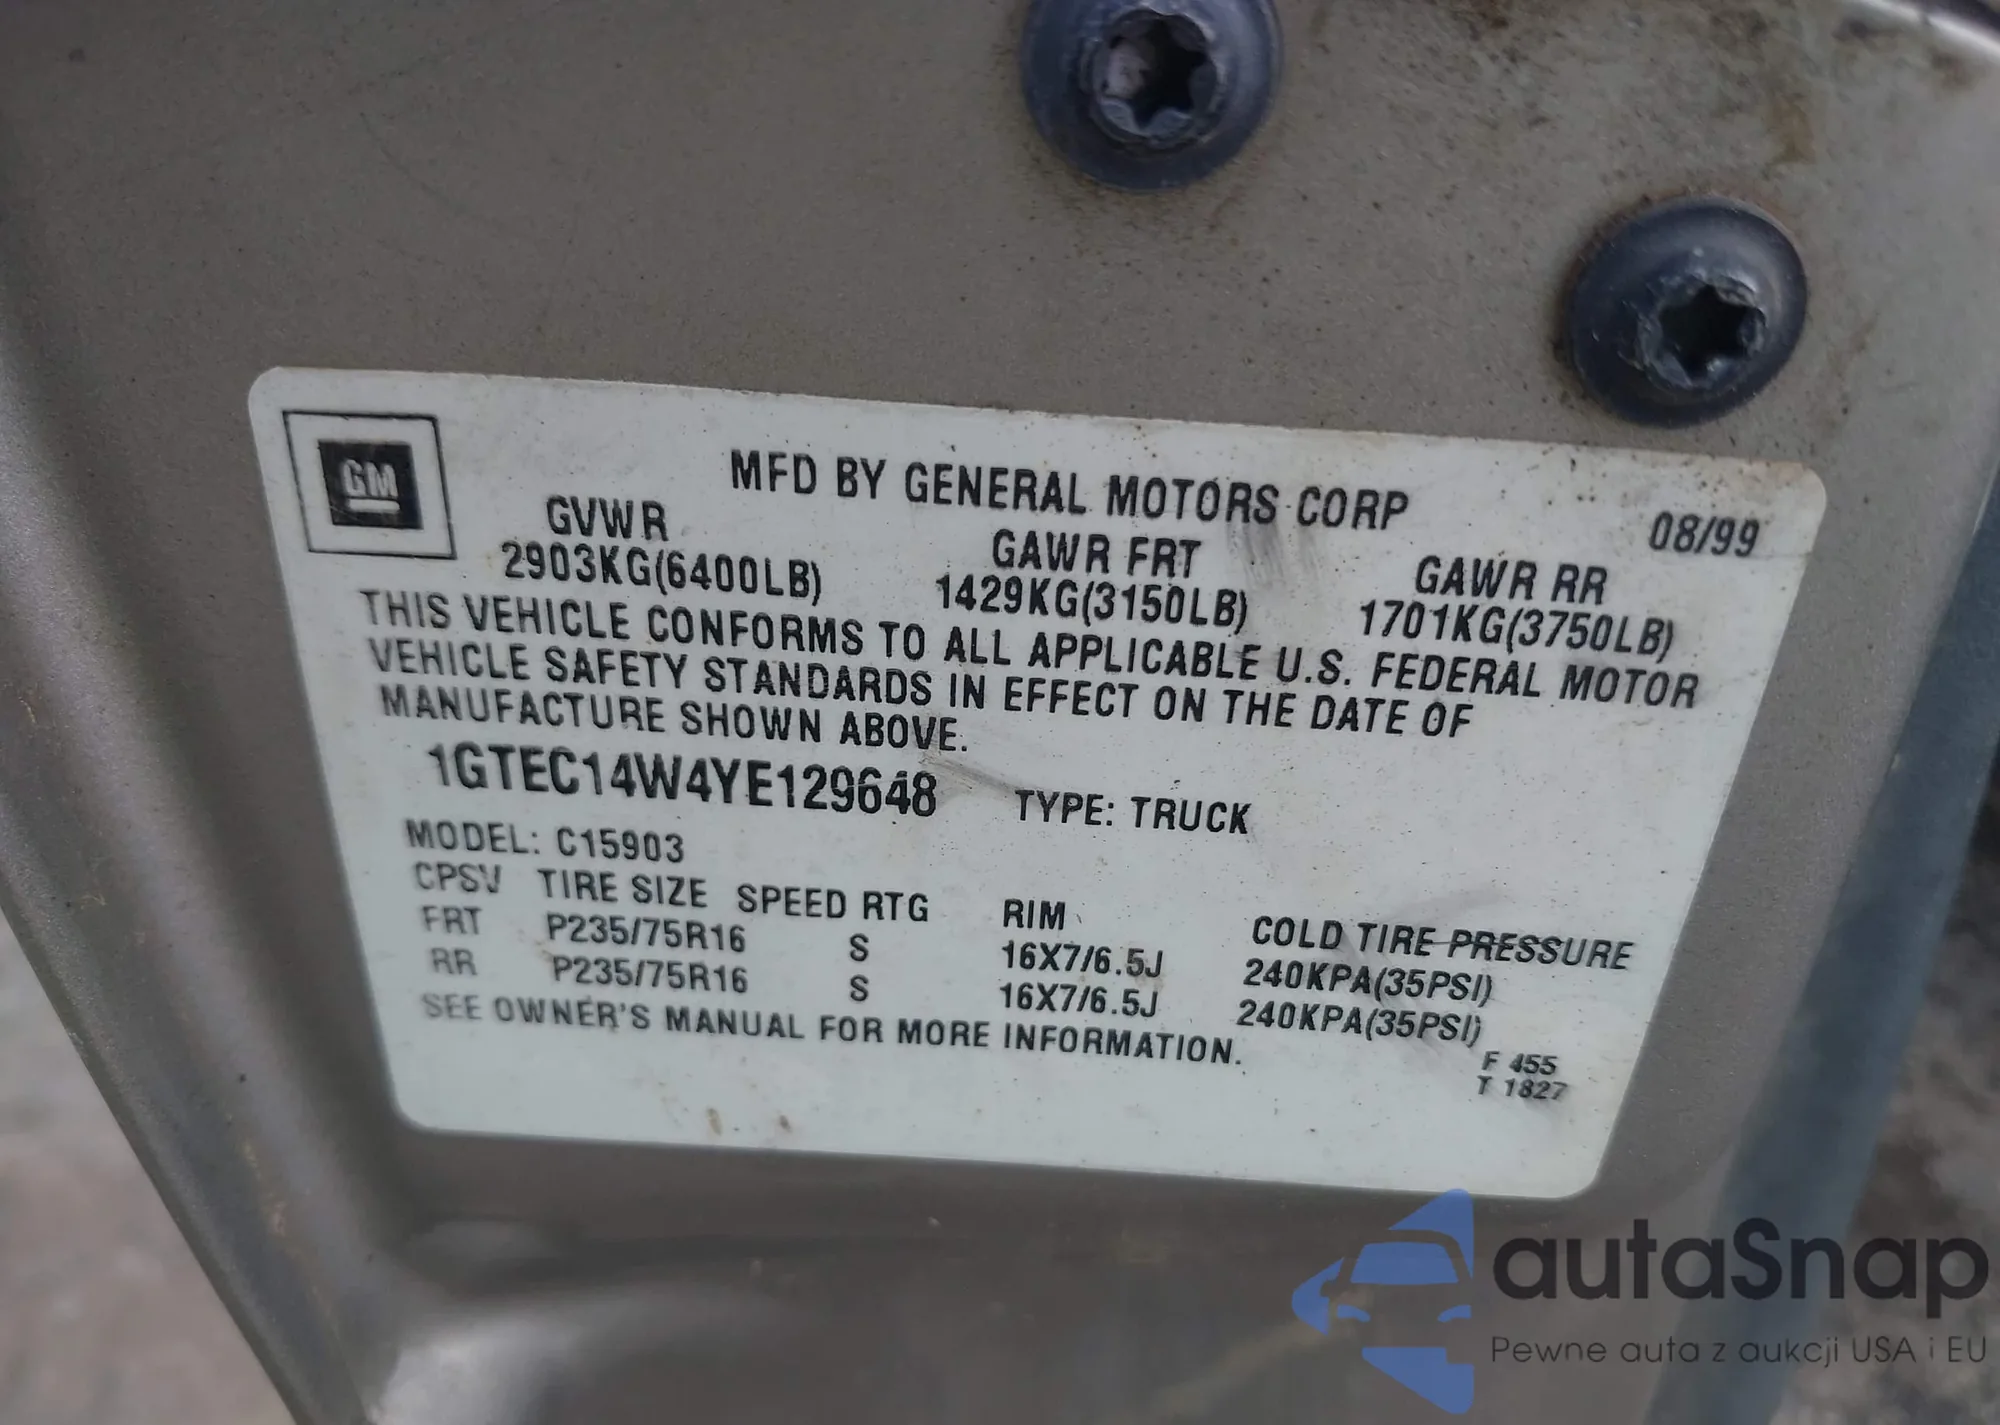 GM
MFD BY GENERAL MOTORS CORP
08/99
GVWR GAWR FRT GAWR RR
2903KG(6400LB) 1429KG(3150LB) 1701KG(3750LB)
THIS VEHICLE CONFORMS TO ALL APPLICABLE U.S. FEDERAL MOTOR
VEHICLE SAFETY STANDARDS IN EFFECT ON THE DATE OF
MANUFACTURE SHOWN ABOVE.
1GTEC14W4YE129648 TYPE: TRUCK
MODEL: C15903
CPSV TIRE SIZE SPEED RTG RIM COLD TIRE PRESSURE
FRT P235/75R16 S 16X7/6.5J 240KPA(35PSI)
RR P235/75R16 S 16X7/6.5J 240KPA(35PSI)
SEE OWNER'S MANUAL FOR MORE INFORMATION.
F 455
T 1827
autaSnap
Pewne auta z aukcji USA i EU